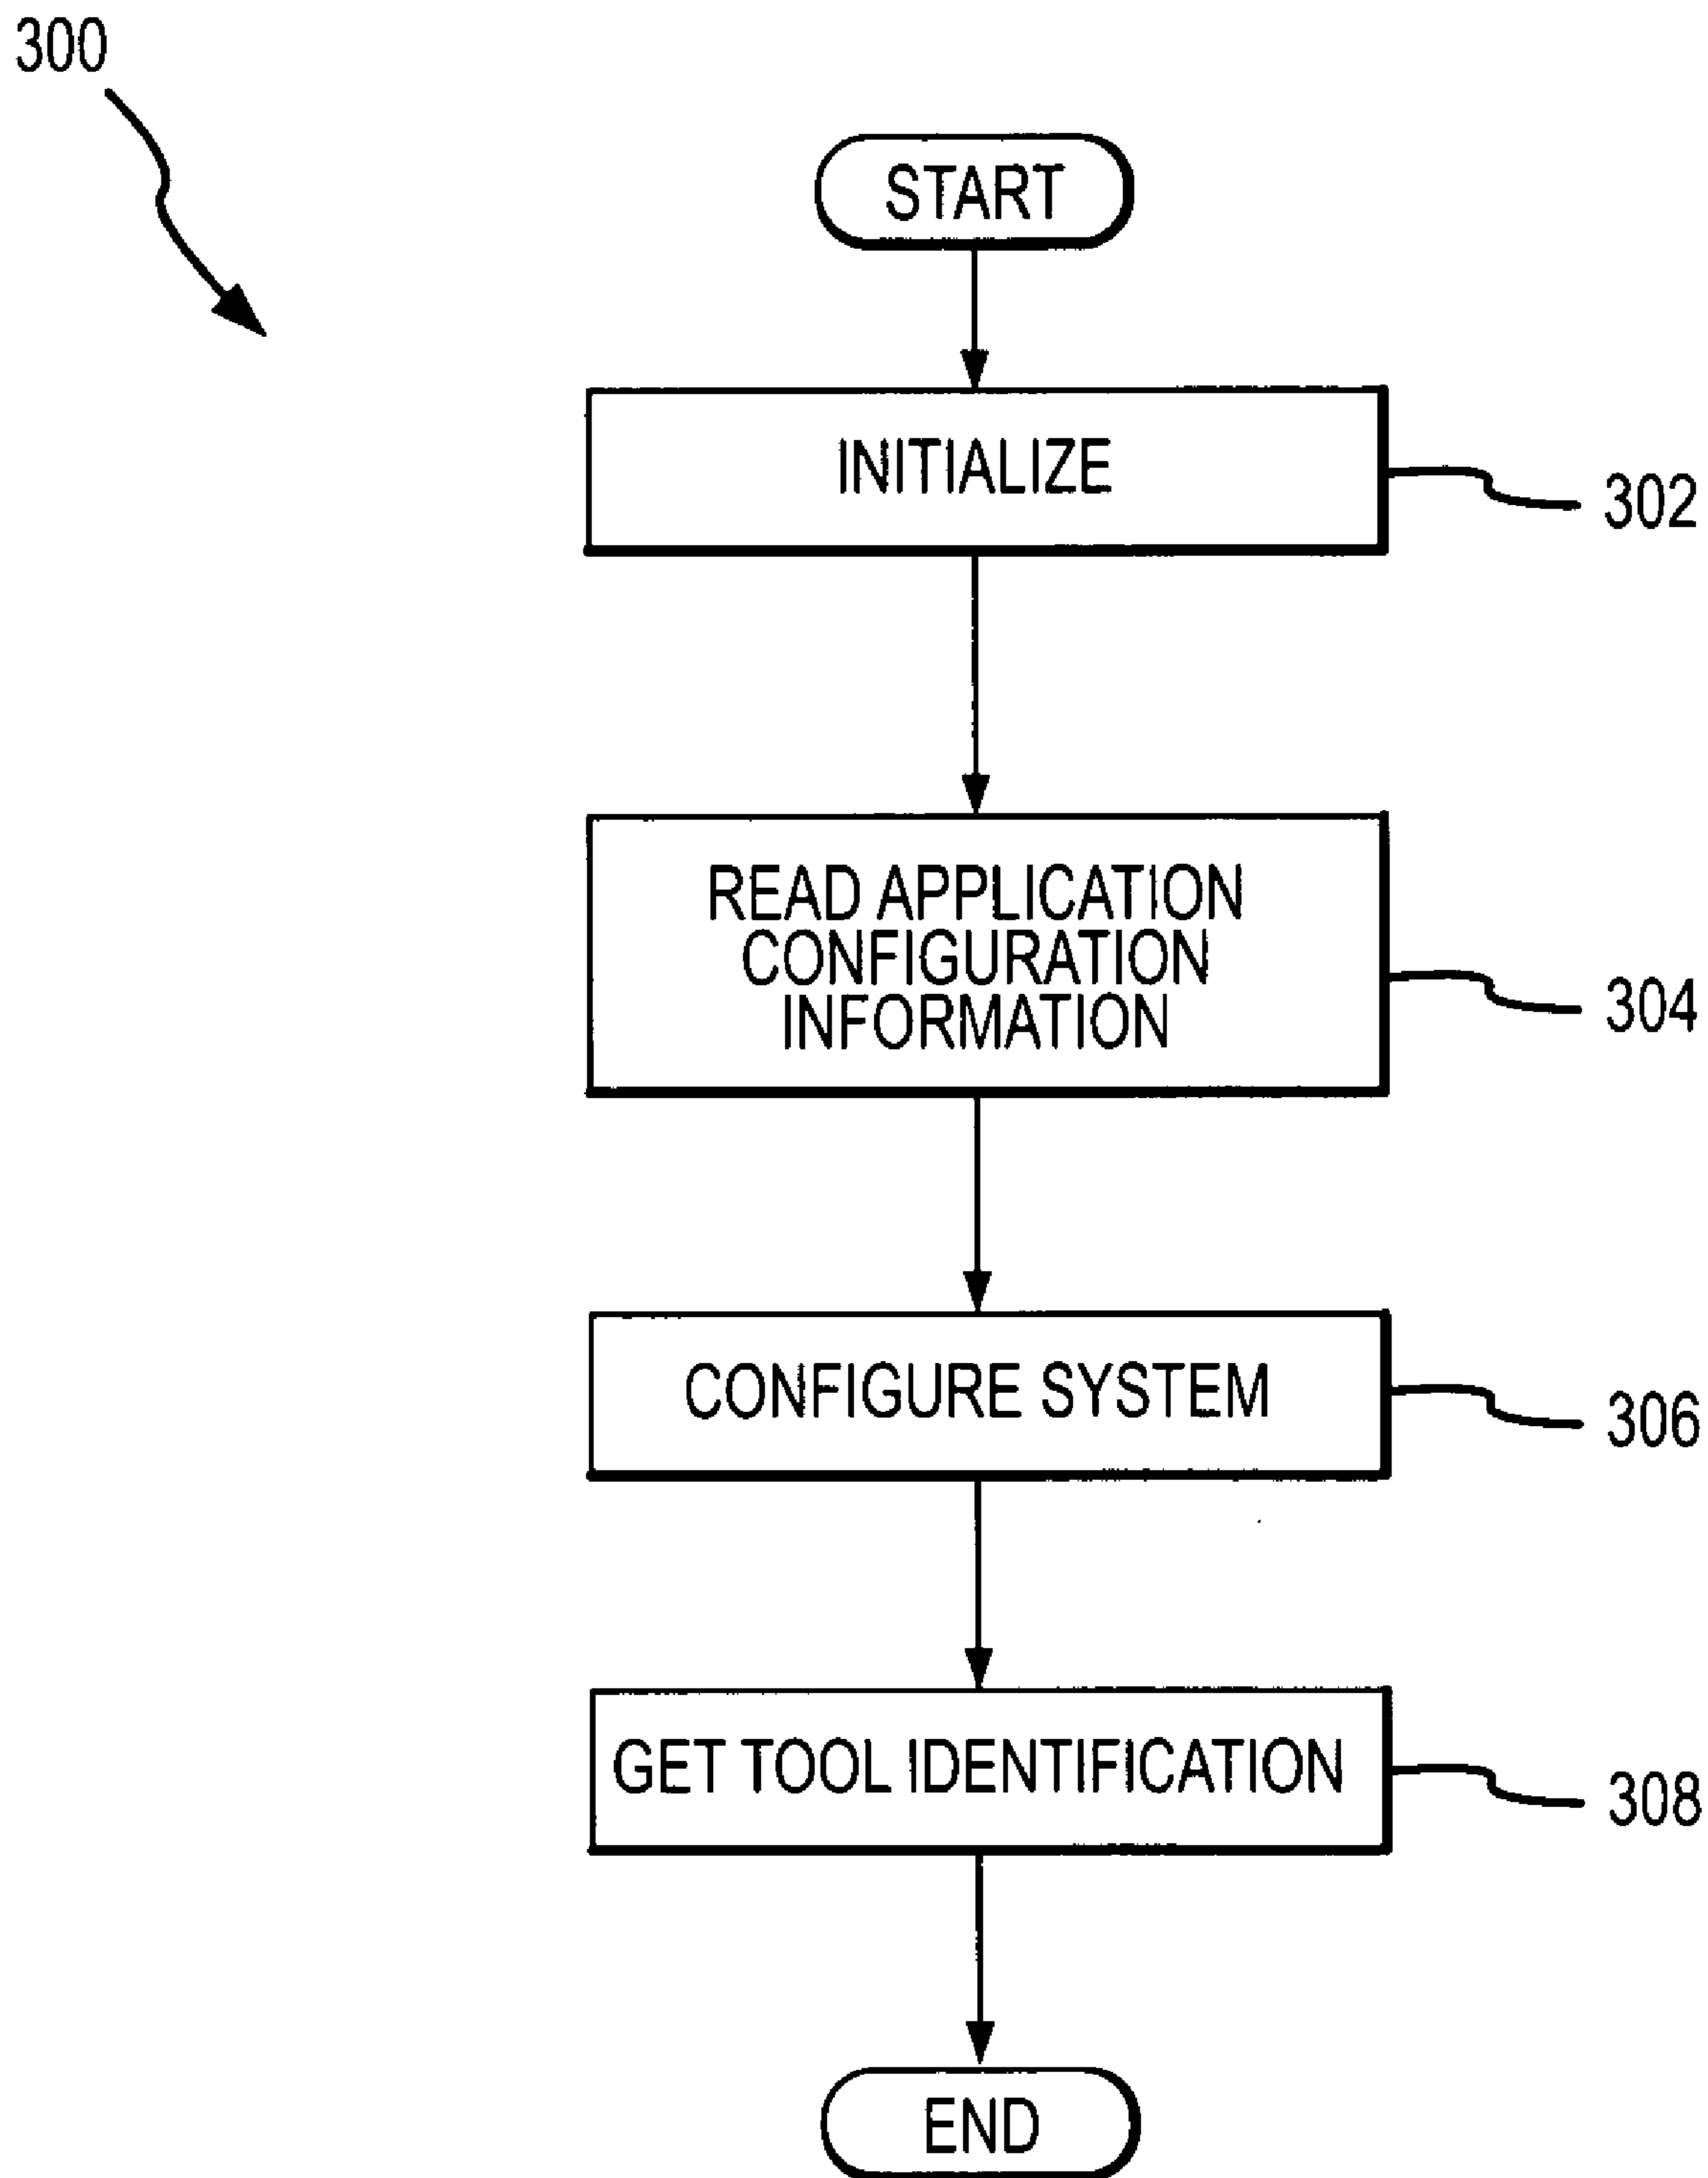 300
START
INITIALIZE
302
READ APPLICATION
CONFIGURATION
INFORMATION
304
CONFIGURE SYSTEM
306
GET TOOL IDENTIFICATION
308
END